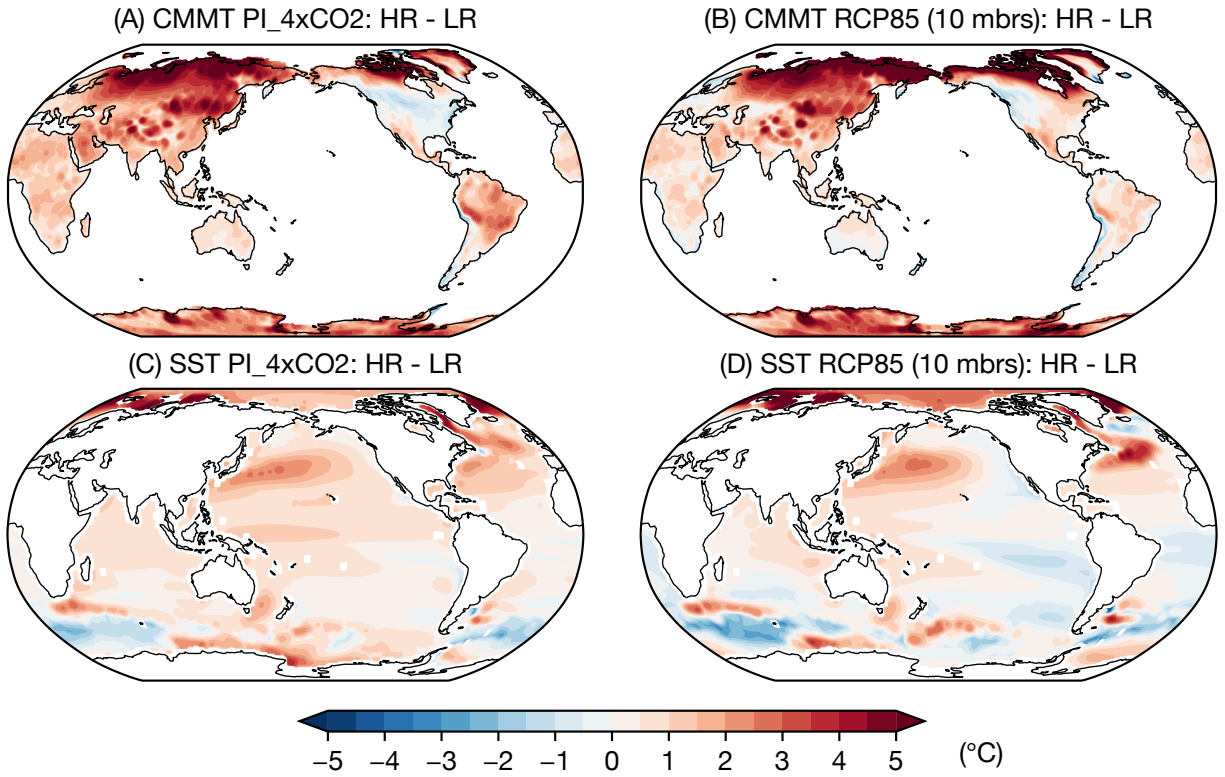 (A) CMMT PI_4xCO2: HR - LR
(B) CMMT RCP85 (10 mbrs): HR - LR
(C) SST PI_4xCO2: HR - LR
(D) SST RCP85 (10 mbrs): HR - LR
−5 −4 −3 −2 −1 0 1 2 3 4 5 (°C)